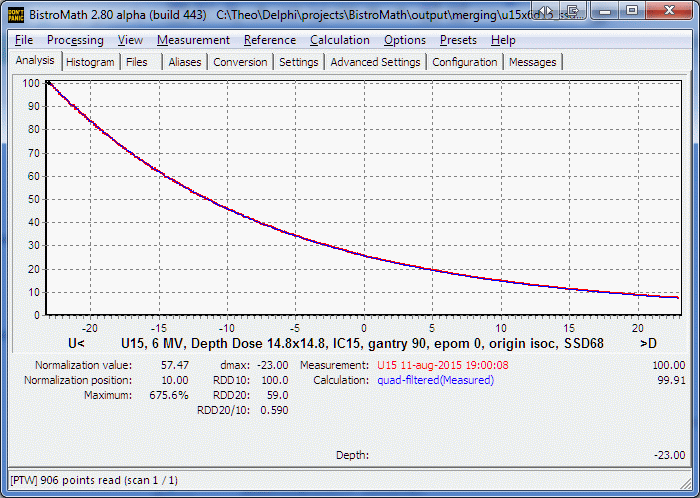 DON'T PANIC BistroMath 2.80 alpha (build 443) C:\Theo\Delphi\projects\BistroMath\output\merging\
File Processing View Measurement Reference Calculation Options Presets Help
Analysis Histogram Files Aliases Conversion Settings Advanced Settings Configuration Messages
100
90
80
70
60
50
40
30
20
10
0
-20 -15 -10 -5 0 5 10 15 20
U< U15, 6 MV, Depth Dose 14.8x14.8, IC15, gantry 90, epom 0, origin isoc, SSD68 >D
Normalization value: 57.47 dmax: -23.00 Measurement: U15 11-aug-2015 19:00:08 100.00
Normalization position: 10.00 RDD10: 100.0 Calculation: quad-filtered(Measured) 99.91
Maximum: 675.6% RDD20: 59.0
RDD20/10: 0.590
Depth: -23.00
[PTW] 906 points read (scan 1 / 1)